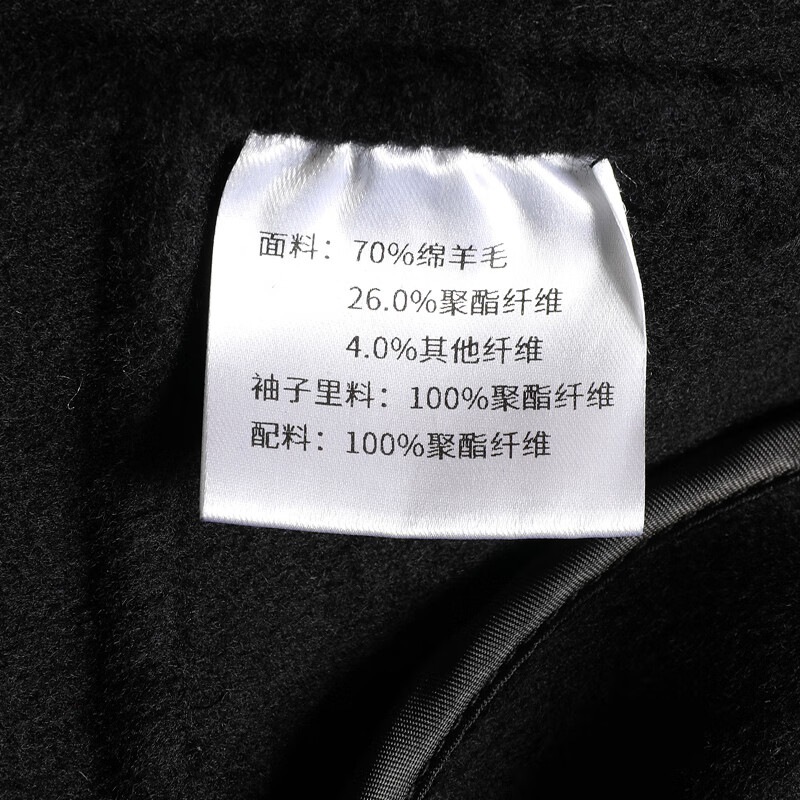 面料：70%绵羊毛
26.0%聚酯纤维
4.0%其他纤维
袖子里料：100%聚酯纤维
配料：100%聚酯纤维